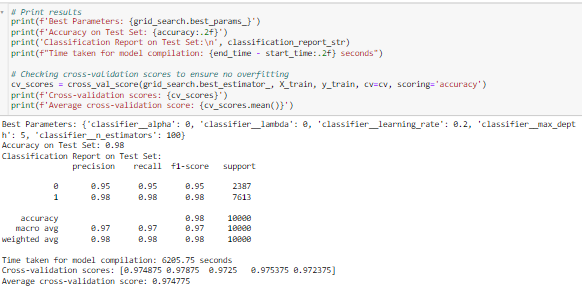 # Print results
print(f'Best Parameters: {grid_search.best_params_}')
print(f'Accuracy on Test Set: {accuracy:.2f}')
print('Classification Report on Test Set:\n', classification_report_str)
print(f"Time taken for model compilation: {end_time - start_time:.2f} seconds")
# Checking cross-validation scores to ensure no overfitting
cv_scores = cross_val_score(grid_search.best_estimator_, X_train, y_train, cv=cv, scoring='accuracy')
print(f'Cross-validation scores: {cv_scores}')
print(f'Average cross-validation score: {cv_scores.mean()}')
Best Parameters: {'classifier__alpha': 0, 'classifier__lambda': 0, 'classifier__learning_rate': 0.2, 'classifier__max_dept
h': 5, 'classifier__n_estimators': 100}
Accuracy on Test Set: 0.98
Classification Report on Test Set:
precision recall f1-score support
0 0.95 0.95 0.95 2387
1 0.98 0.98 0.98 7613
accuracy 0.98 10000
macro avg 0.97 0.97 0.97 10000
weighted avg 0.98 0.98 0.98 10000
Time taken for model compilation: 6205.75 seconds
Cross-validation scores: [0.974875 0.97875 0.9725 0.975375 0.972375]
Average cross-validation score: 0.974775